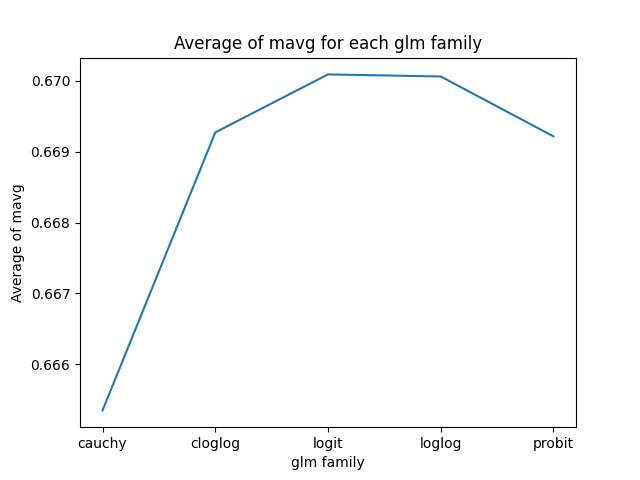 Average of mavg for each glm family
0.670
0.669
0.668
0.667
0.666
Average of mavg
cauchy cloglog logit loglog probit
glm family